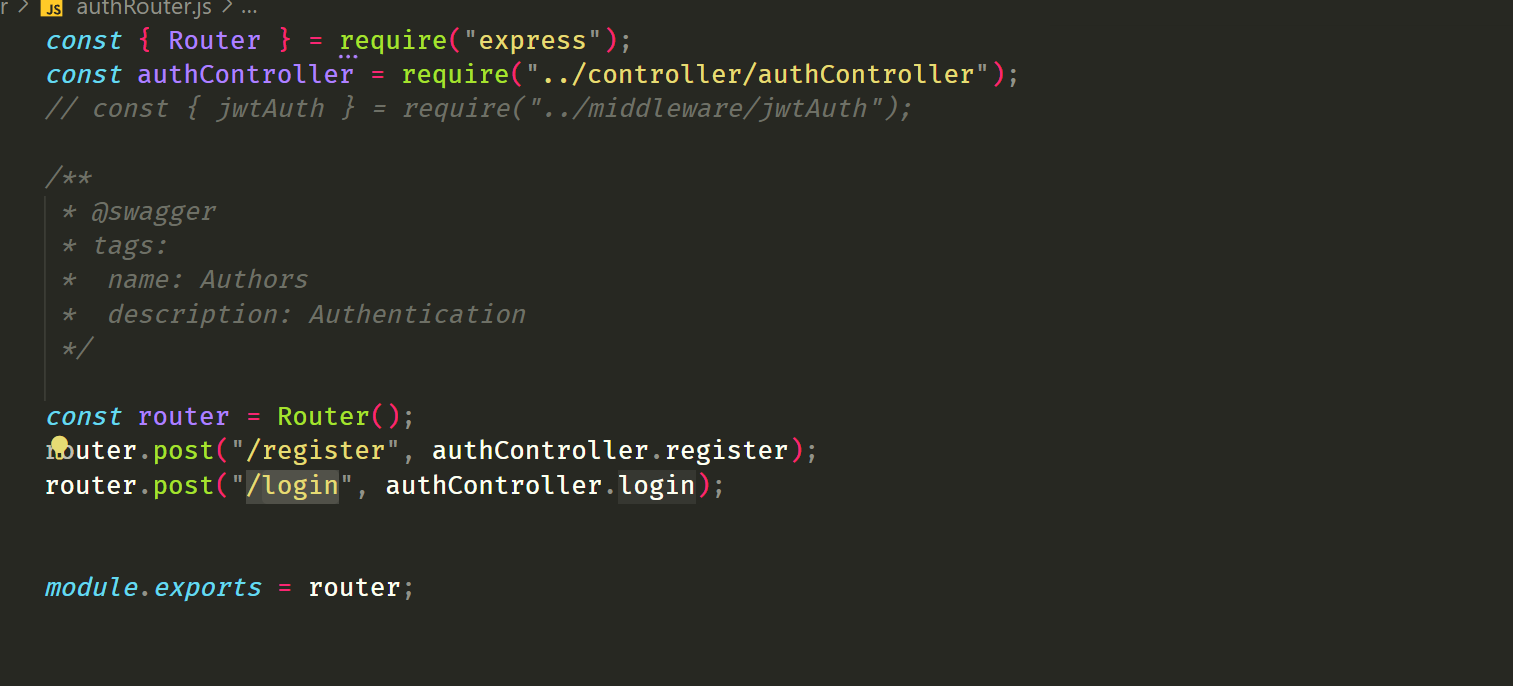 r > JS authRouter.js > ...
const { Router } = require("express");
const authController = require("../controller/authController");
// const { jwtAuth } = require("../middleware/jwtAuth");
/**
* @swagger
* tags:
*  name: Authors
*  description: Authentication
*/
const router = Router();
router.post("/register", authController.register);
router.post("/login", authController.login);
module.exports = router;